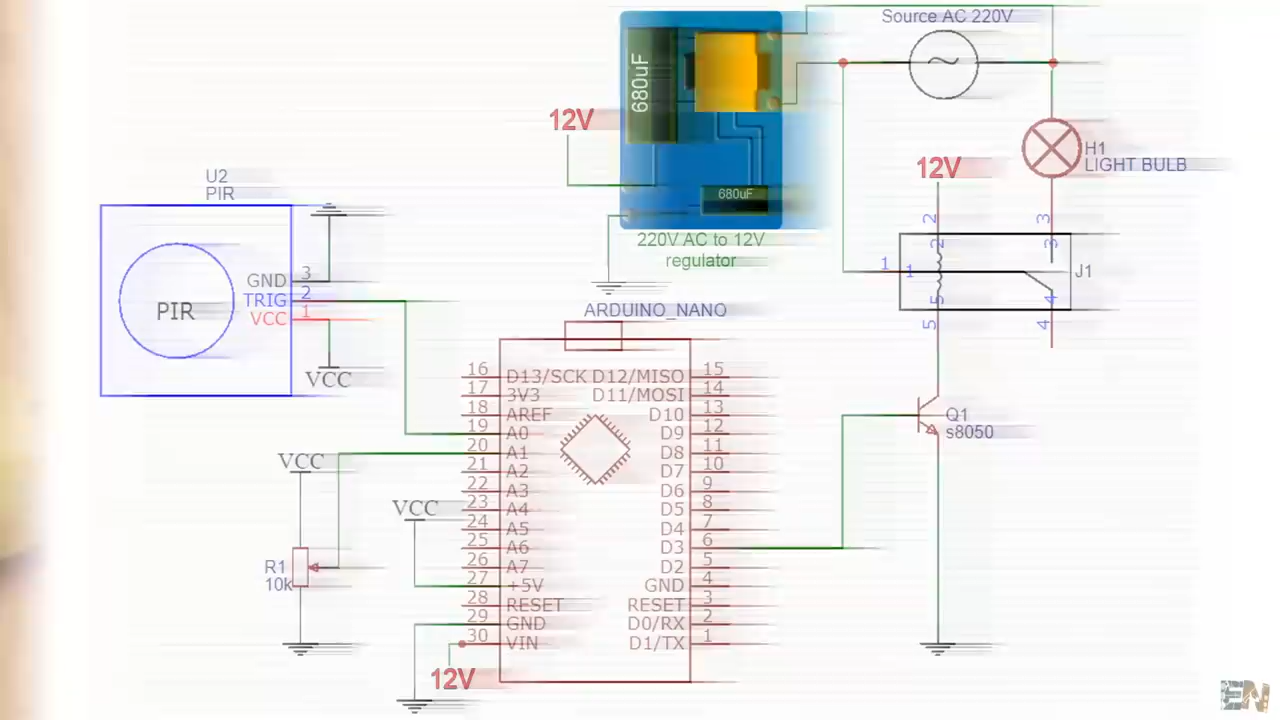 Source AC 220V
680uF
12V
H1
LIGHT BULB
12V
U2
PIR
680uF
220V AC to 12V
regulator
2
3
2
3
1
1
J1
5
4
5
4
PIR
GND 3
TRIG 2
VCC 1
VCC
ARDUINO_NANO
16 D13/SCK D12/MISO 15
17 3V3 D11/MOSI 14
18 AREF D10 13
19 A0 D9 12
20 A1 D8 11
21 A2 D7 10
22 A3 D6 9
23 A4 D5 8
24 A5 D4 7
25 A6 D3 6
26 A7 D2 5
27 +5V GND 4
28 RESET RESET 3
29 GND D0/RX 2
30 VIN D1/TX 1
Q1
s8050
VCC
VCC
R1
10k
12V
EN